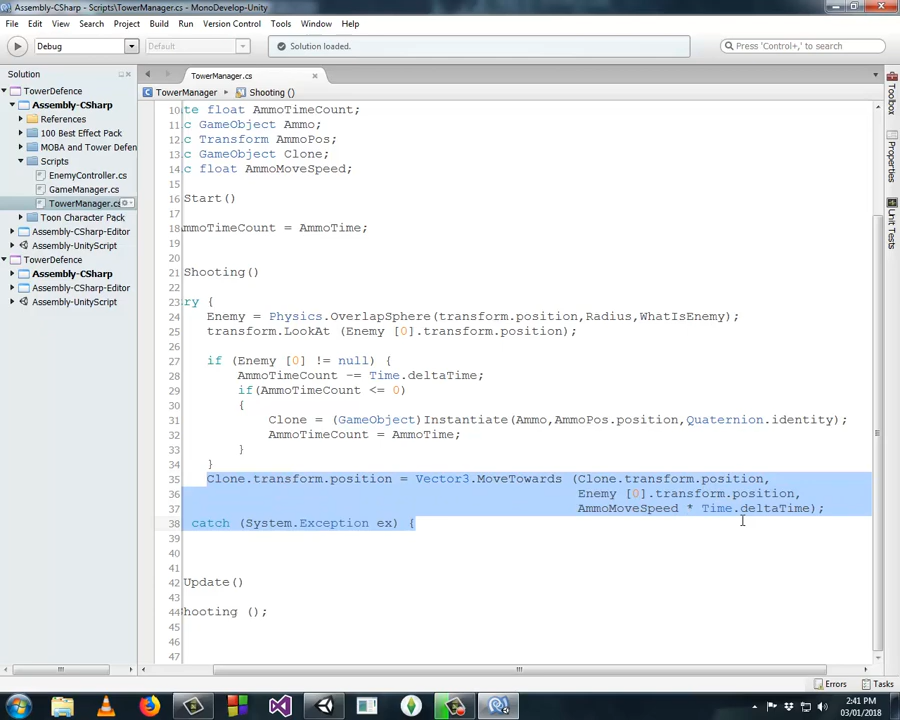 Assembly-CSharp - Scripts\TowerManager.cs* - MonoDevelop-Unity
File Edit View Search Project Build Run Version Control Tools Window Help
Debug Default Solution loaded. Press 'Control+,' to search
Solution
TowerDefence
Assembly-CSharp
References
100 Best Effect Pack
MOBA and Tower Defen
Scripts
EnemyController.cs
GameManager.cs
TowerManager.cs
Toon Character Pack
Assembly-CSharp-Editor
Assembly-UnityScript
TowerDefence
Assembly-CSharp
Assembly-CSharp-Editor
Assembly-UnityScript
TowerManager.cs
TowerManager Shooting ()
10 te float AmmoTimeCount;
11 c GameObject Ammo;
12 c Transform AmmoPos;
13 c GameObject Clone;
14 c float AmmoMoveSpeed;
15
16 Start()
17
18 mmoTimeCount = AmmoTime;
19
20
21 Shooting()
22
23 ry {
24 Enemy = Physics.OverlapSphere(transform.position,Radius,WhatIsEnemy);
25 transform.LookAt (Enemy [0].transform.position);
26
27 if (Enemy [0] != null) {
28 AmmoTimeCount -= Time.deltaTime;
29 if(AmmoTimeCount <= 0)
30 {
31 Clone = (GameObject)Instantiate(Ammo,AmmoPos.position,Quaternion.identity);
32 AmmoTimeCount = AmmoTime;
33 }
34 }
35 Clone.transform.position = Vector3.MoveTowards (Clone.transform.position,
36 Enemy [0].transform.position,
37 AmmoMoveSpeed * Time.deltaTime);
38 catch (System.Exception ex) {
39
40
41
42 Update()
43
44 hooting ();
45
46
47
Toolbox
Properties
Unit Tests
Errors Tasks
2:41 PM
03/01/2018